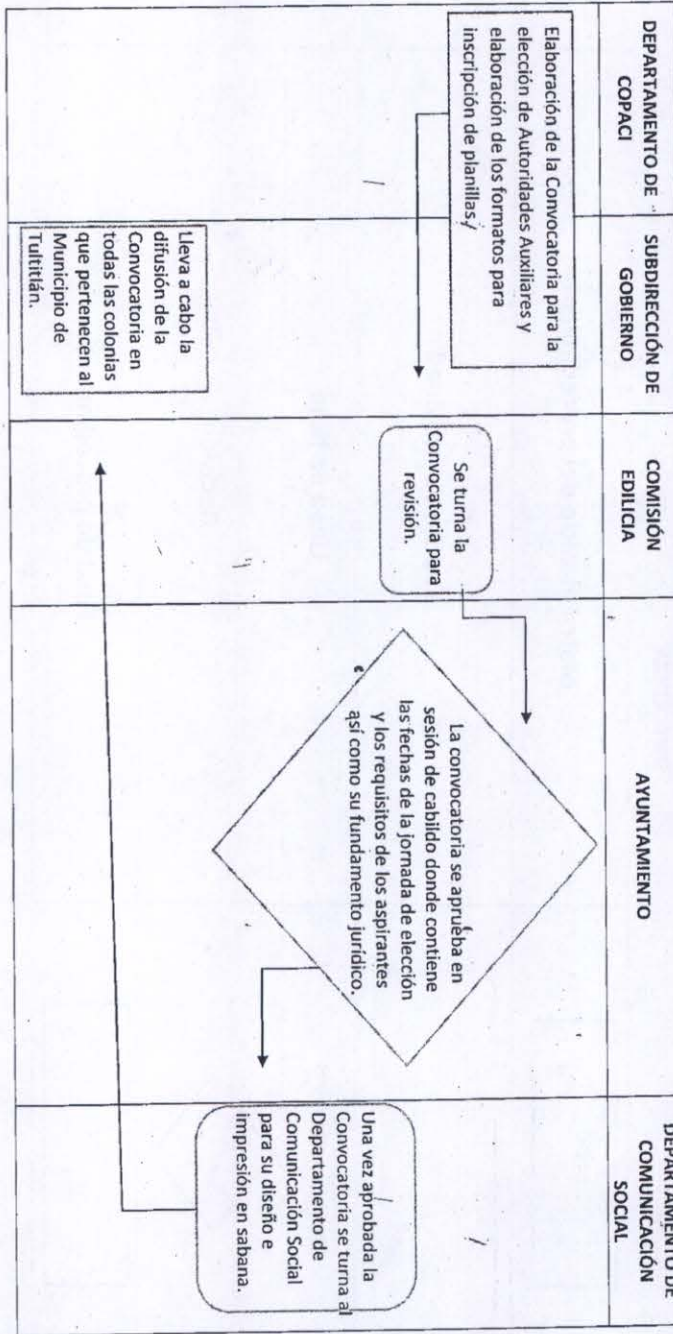 DEPARTAMENTO DE
COPACI
SUBDIRECCIÓN DE
GOBIERNO
COMISIÓN
EDILICIA
AYUNTAMIENTO
DEPARTAMENTO DE
COMUNICACIÓN
SOCIAL
Elaboración de la Convocatoria para la
elección de Autoridades Auxiliares y
elaboración de los formatos para
inscripción de planillas
Se turna la
Convocatoria para
revisión.
La convocatoria se aprueba en
sesión de cabildo donde contiene
las fechas de la jornada de elección
y los requisitos de los aspirantes
así como su fundamento jurídico.
Una vez aprobada la
Convocatoria se turna al
Departamento de
Comunicación Social
para su diseño e
impresión en sabana.
Lleva a cabo la
difusión de la
Convocatoria en
todas las colonias
que pertenecen al
Municipio de
Tultitlán.